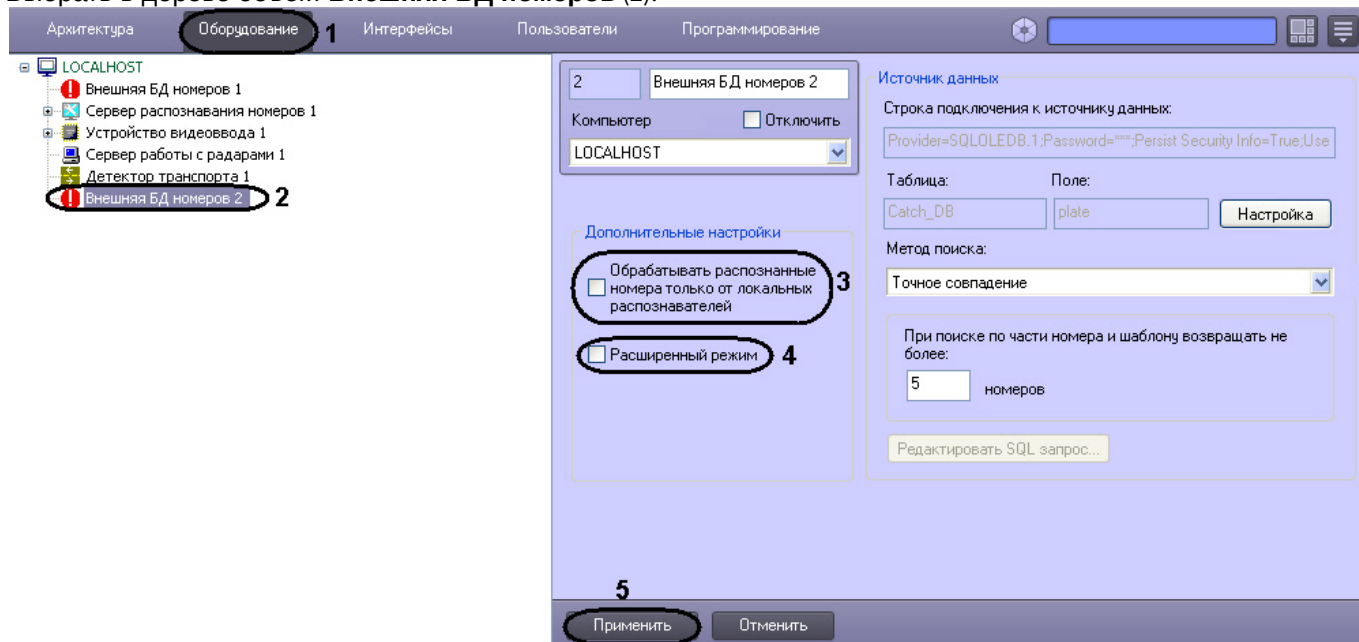 Выбрать в дереве объект Внешняя БД номеров (2).
Архитектура Оборудование 1 Интерфейсы Пользователи Программирование
LOCALHOST
Внешняя БД номеров 1
Сервер распознавания номеров 1
Устройство видеоввода 1
Сервер работы с радарами 1
Детектор транспорта 1
Внешняя БД номеров 2 2
2 Внешняя БД номеров 2
Компьютер Отключить
LOCALHOST
Дополнительные настройки
Обрабатывать распознанные
номера только от локальных 3
распознавателей
Расширенный режим 4
Источник данных
Строка подключения к источнику данных:
Provider=SQLOLEDB.1;Password=***;Persist Security Info=True;Use
Таблица: Поле:
Catch_DB plate Настройка
Метод поиска:
Точное совпадение
При поиске по части номера и шаблону возвращать не
более:
5 номеров
Редактировать SQL запрос...
5
Применить Отменить